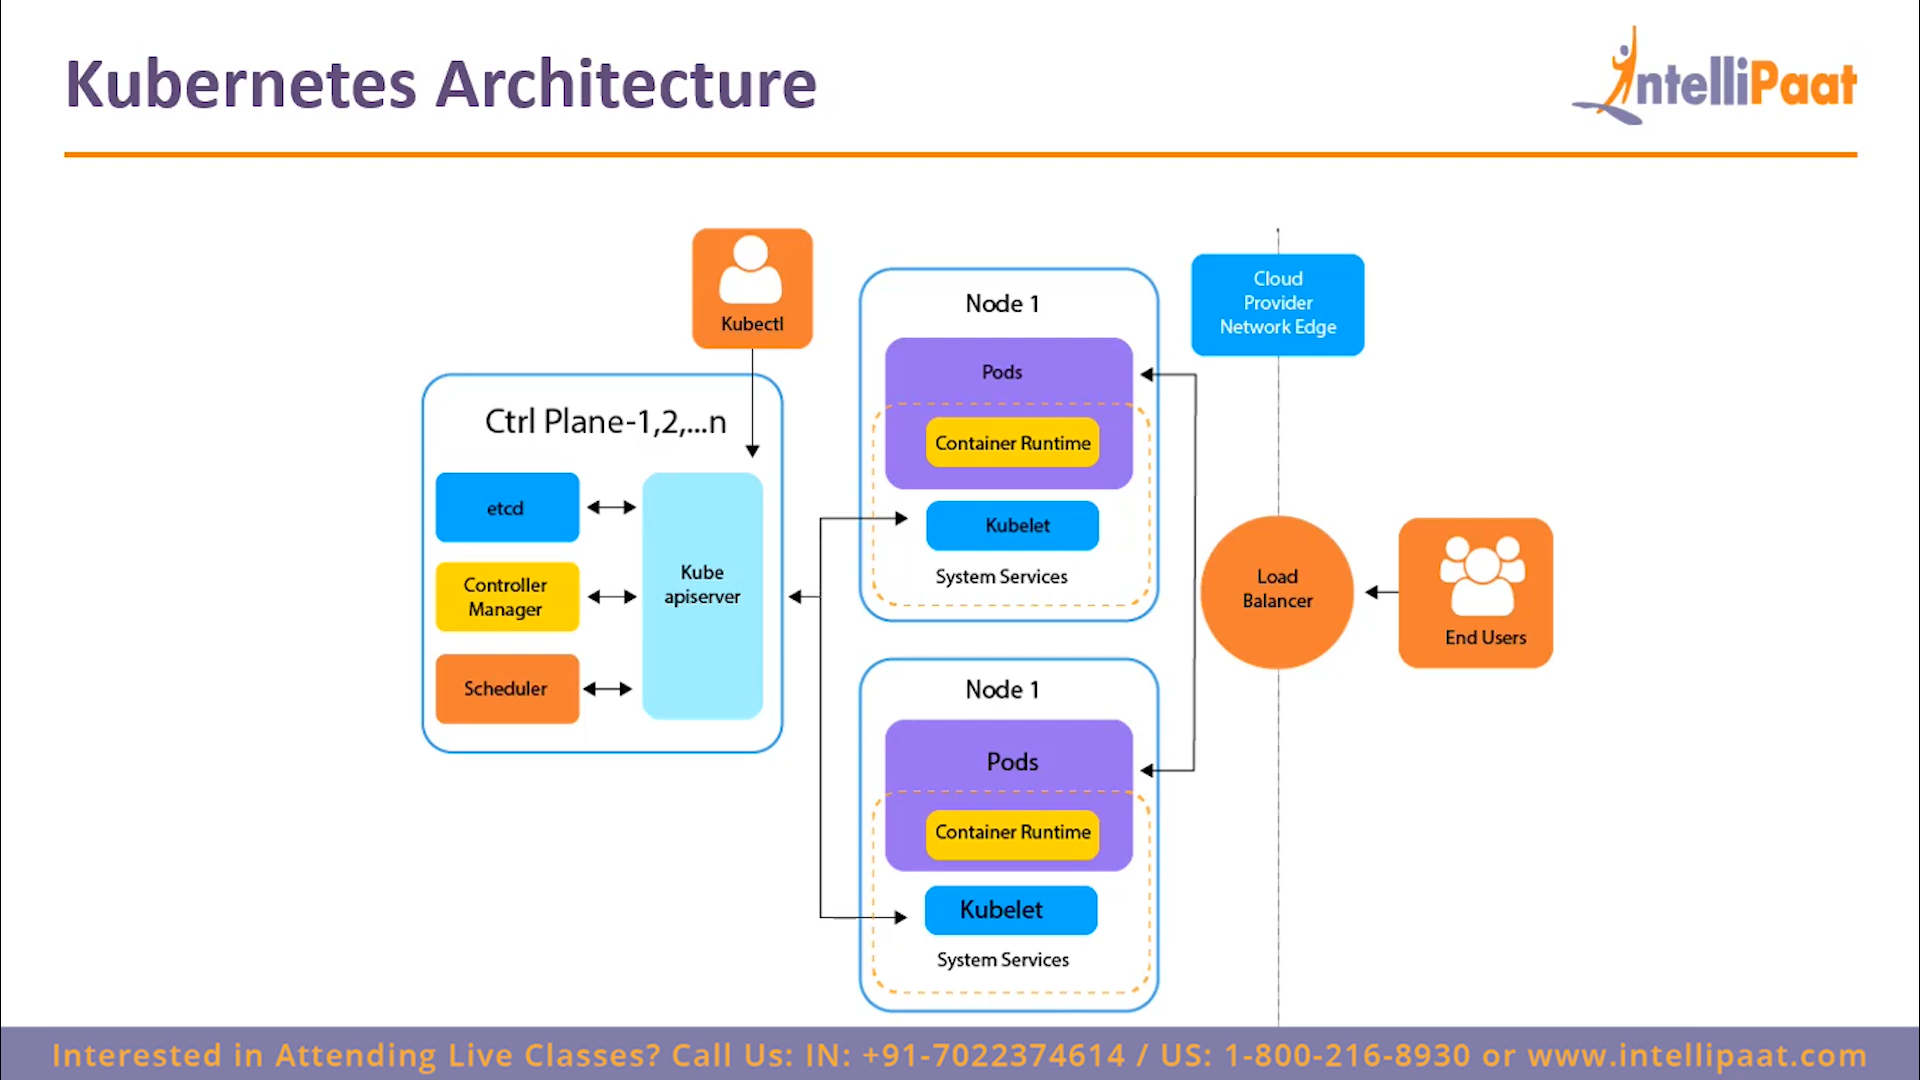 Kubernetes Architecture
IntelliPaat
Kubectl
Ctrl Plane-1,2,...n
etcd
Controller
Manager
Scheduler
Kube
apiserver
Node 1
Pods
Container Runtime
Kubelet
System Services
Node 1
Pods
Container Runtime
Kubelet
System Services
Cloud
Provider
Network Edge
Load
Balancer
End Users
Interested in Attending Live Classes? Call Us: IN: +91-7022374614 / US: 1-800-216-8930 or www.intellipaat.com